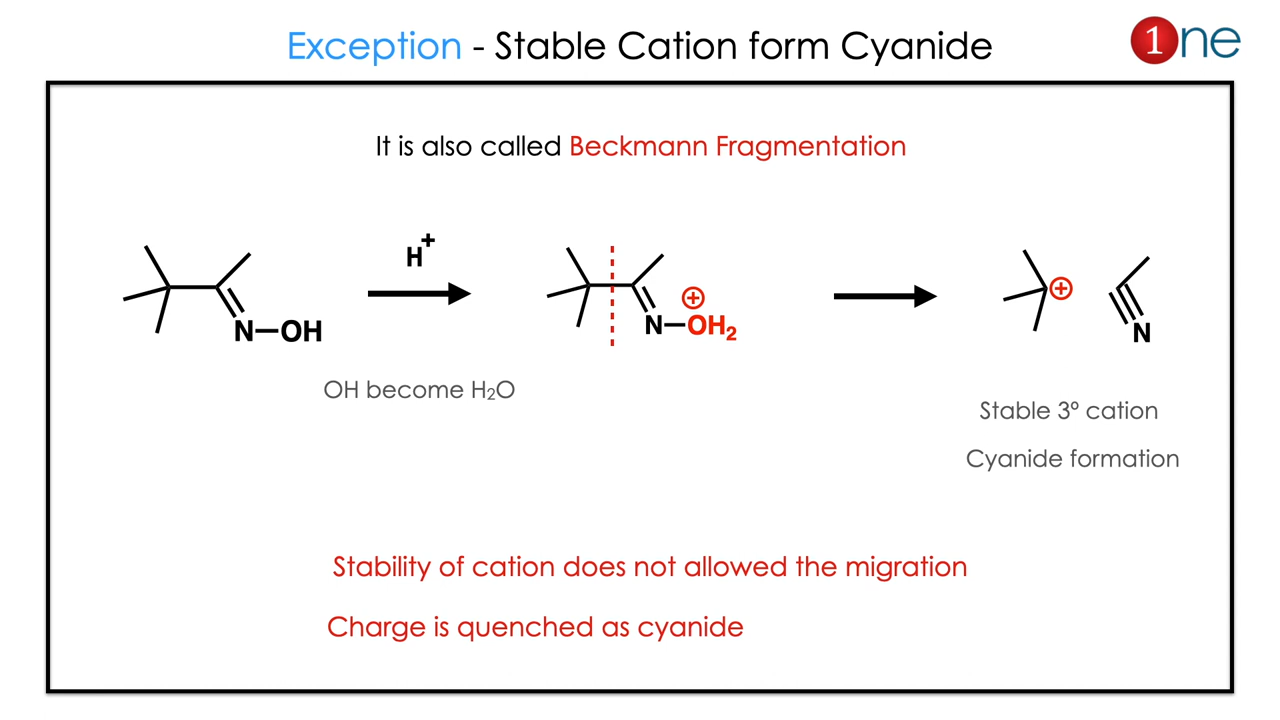 Exception - Stable Cation form Cyanide
1ne
It is also called Beckmann Fragmentation
H+
N—OH
N—OH₂
⊕
⊕
N
OH become H₂O
Stable 3º cation
Cyanide formation
Stability of cation does not allowed the migration
Charge is quenched as cyanide